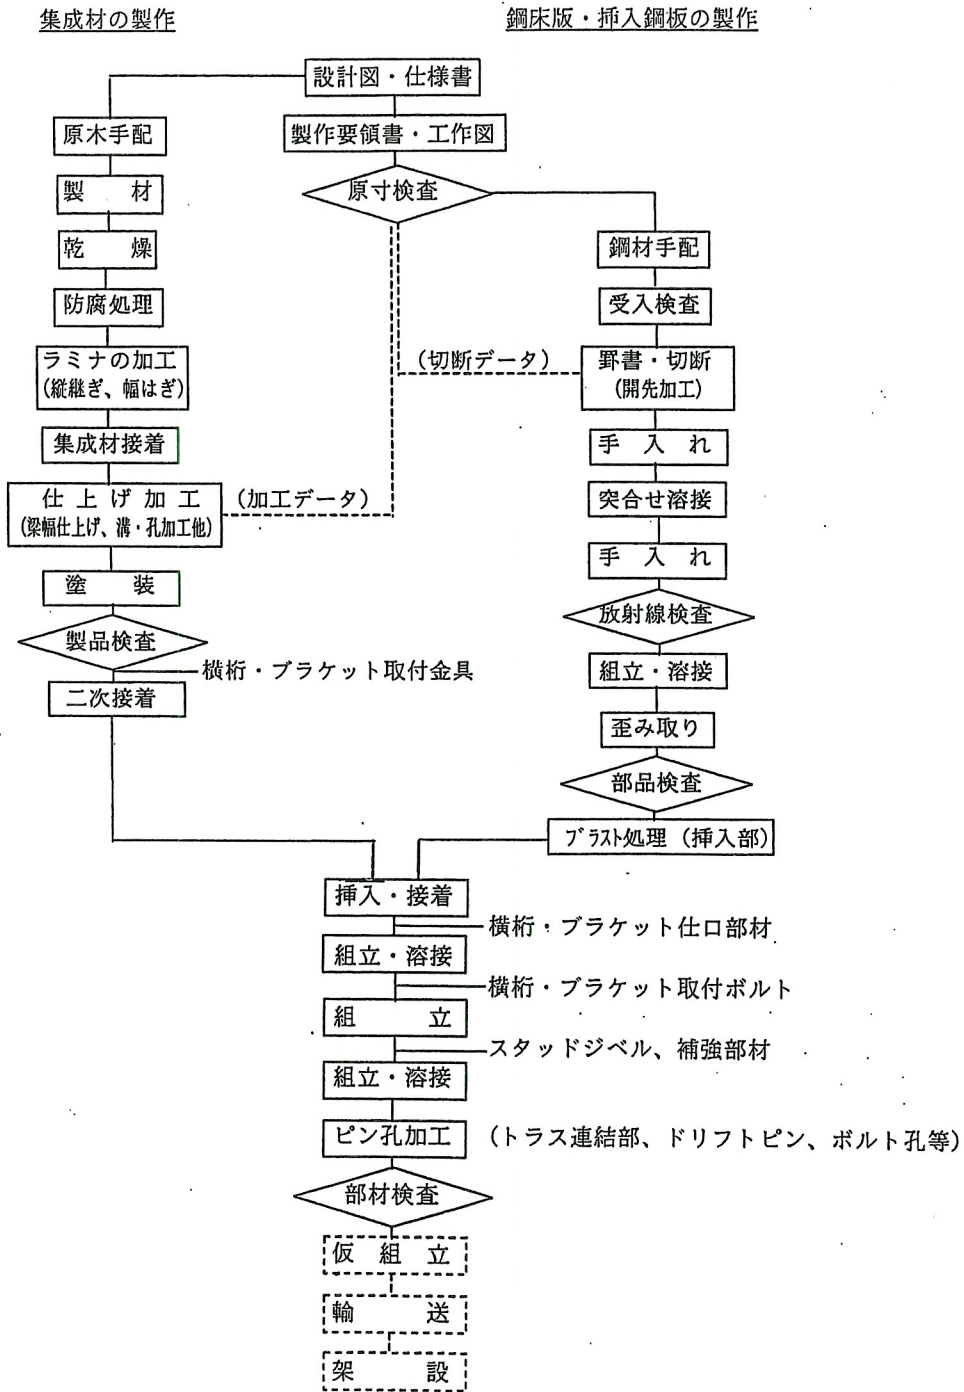 集成材の製作
鋼床版・挿入鋼板の製作
設計図・仕様書
製作要領書・工作図
原寸検査
原木手配
製　　材
乾　　燥
防腐処理
ラミナの加工
(縦継ぎ、幅はぎ)
集成材接着
仕上げ加工
(梁幅仕上げ、溝・孔加工他)
(加工データ)
塗　　装
製品検査
横桁・ブラケット取付金具
二次接着
鋼材手配
受入検査
(切断データ)
罫書・切断
(開先加工)
手　入　れ
突合せ溶接
手　入　れ
放射線検査
組立・溶接
歪み取り
部品検査
ブラスト処理（挿入部）
挿入・接着
横桁・ブラケット仕口部材
組立・溶接
横桁・ブラケット取付ボルト
組　　　立
スタッドジベル、補強部材
組立・溶接
ピン孔加工
(トラス連結部、ドリフトピン、ボルト孔等)
部材検査
仮　組　立
輸　　　送
架　　　設